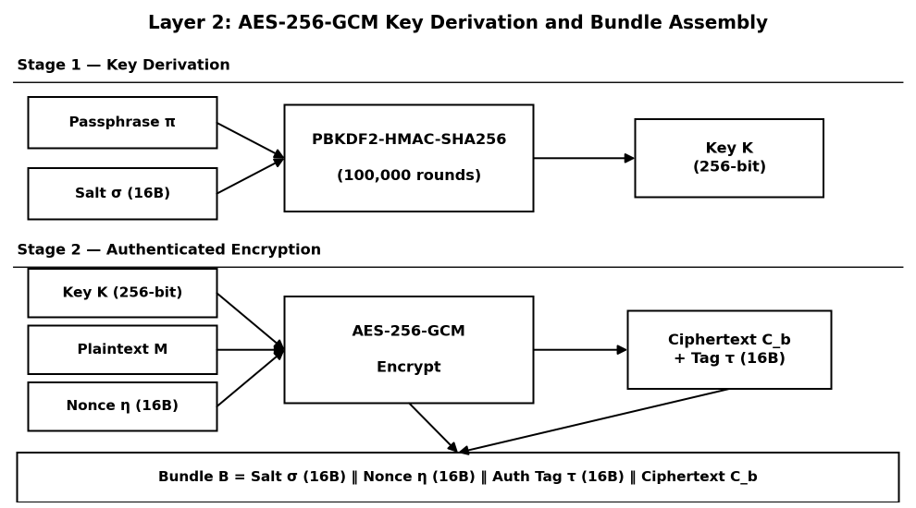 Layer 2: AES-256-GCM Key Derivation and Bundle Assembly
Stage 1 — Key Derivation
Passphrase π
Salt σ (16B)
PBKDF2-HMAC-SHA256
(100,000 rounds)
Key K
(256-bit)
Stage 2 — Authenticated Encryption
Key K (256-bit)
Plaintext M
Nonce η (16B)
AES-256-GCM
Encrypt
Ciphertext C_b
+ Tag τ (16B)
Bundle B = Salt σ (16B) ∥ Nonce η (16B) ∥ Auth Tag τ (16B) ∥ Ciphertext C_b